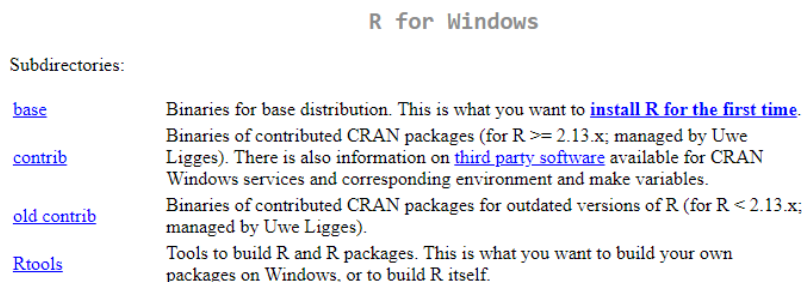 R for Windows
Subdirectories:
base Binaries for base distribution. This is what you want to install R for the first time.
Binaries of contributed CRAN packages (for R >= 2.13.x; managed by Uwe
contrib Ligges). There is also information on third party software available for CRAN
Windows services and corresponding environment and make variables.
old contrib Binaries of contributed CRAN packages for outdated versions of R (for R < 2.13.x;
managed by Uwe Ligges).
Rtools Tools to build R and R packages. This is what you want to build your own
packages on Windows, or to build R itself.